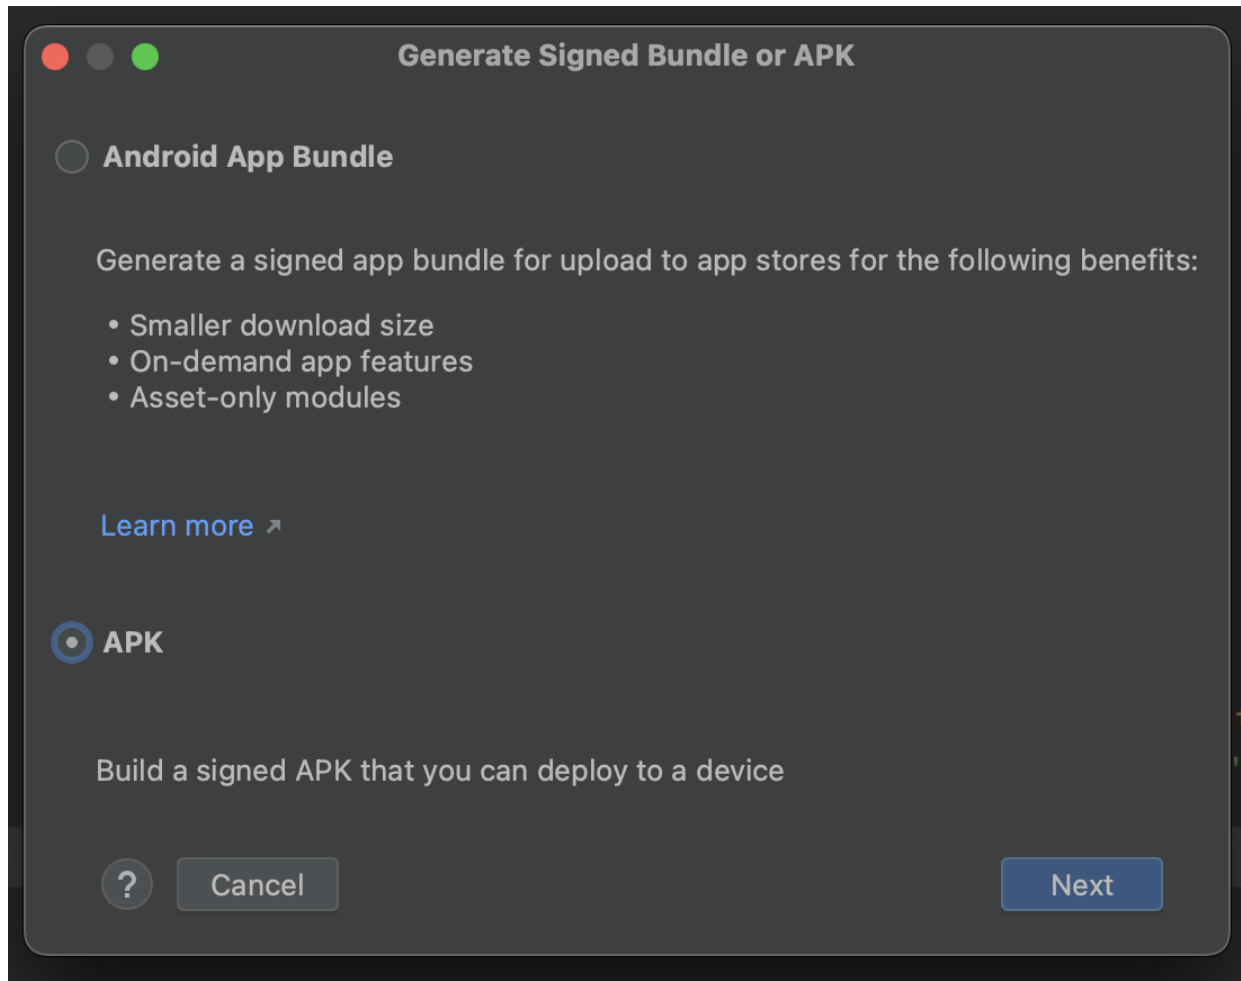 Generate Signed Bundle or APK
Android App Bundle
Generate a signed app bundle for upload to app stores for the following benefits:
• Smaller download size
• On-demand app features
• Asset-only modules
Learn more ↗
APK
Build a signed APK that you can deploy to a device
? Cancel Next